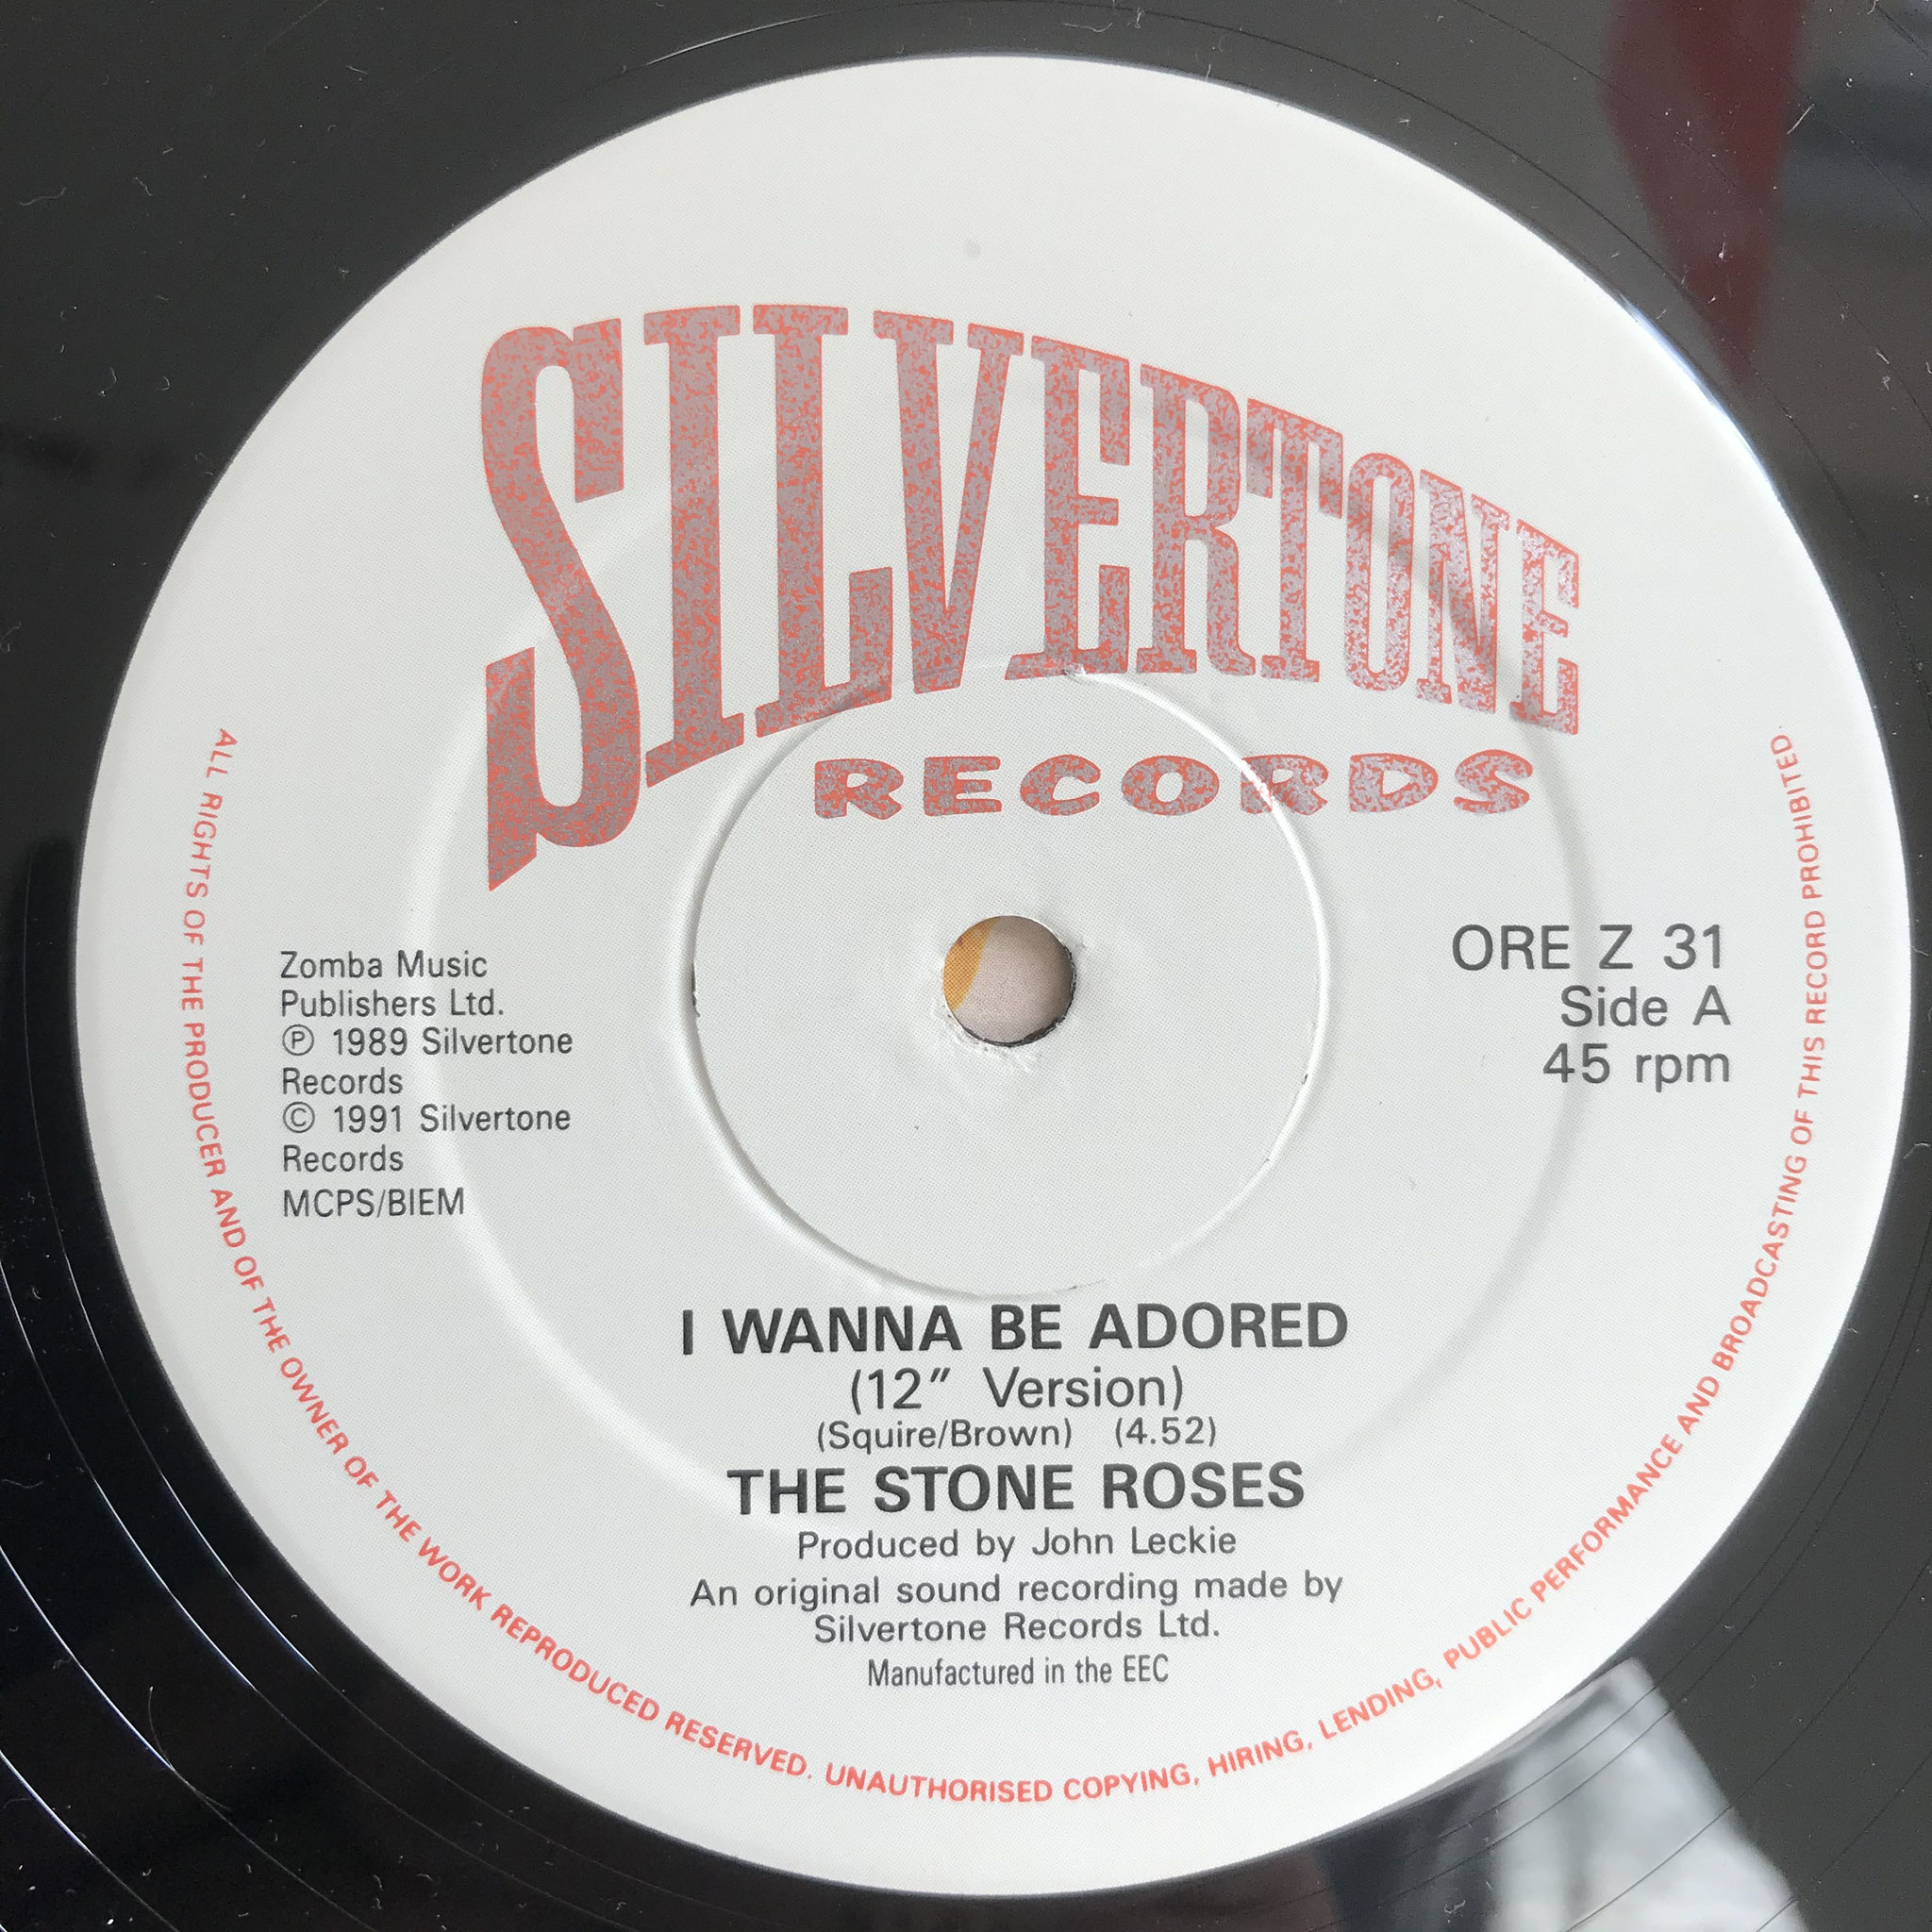 SILVERTONE
RECORDS
Zomba Music
Publishers Ltd.
Ⓟ 1989 Silvertone
Records
© 1991 Silvertone
Records
MCPS/BIEM
ORE Z 31
Side A
45 rpm
I WANNA BE ADORED
(12″ Version)
(Squire/Brown) (4.52)
THE STONE ROSES
Produced by John Leckie
An original sound recording made by
Silvertone Records Ltd.
Manufactured in the EEC
ALL RIGHTS OF THE PRODUCER AND OF THE OWNER OF THE WORK REPRODUCED RESERVED. UNAUTHORISED COPYING, HIRING, LENDING, PUBLIC PERFORMANCE AND BROADCASTING OF THIS RECORD PROHIBITED